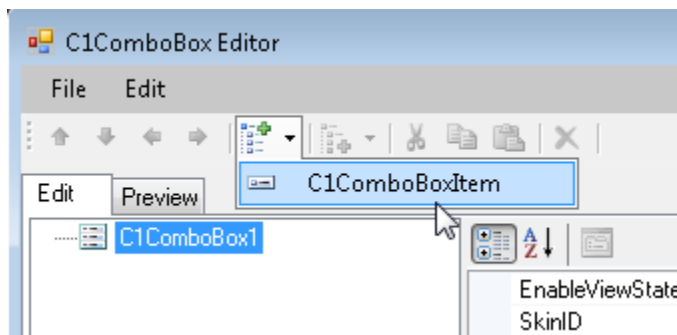 C1ComboBox Editor
File Edit
C1ComboBoxItem
Edit Preview
C1ComboBox1
A
Z
EnableViewState
SkinID